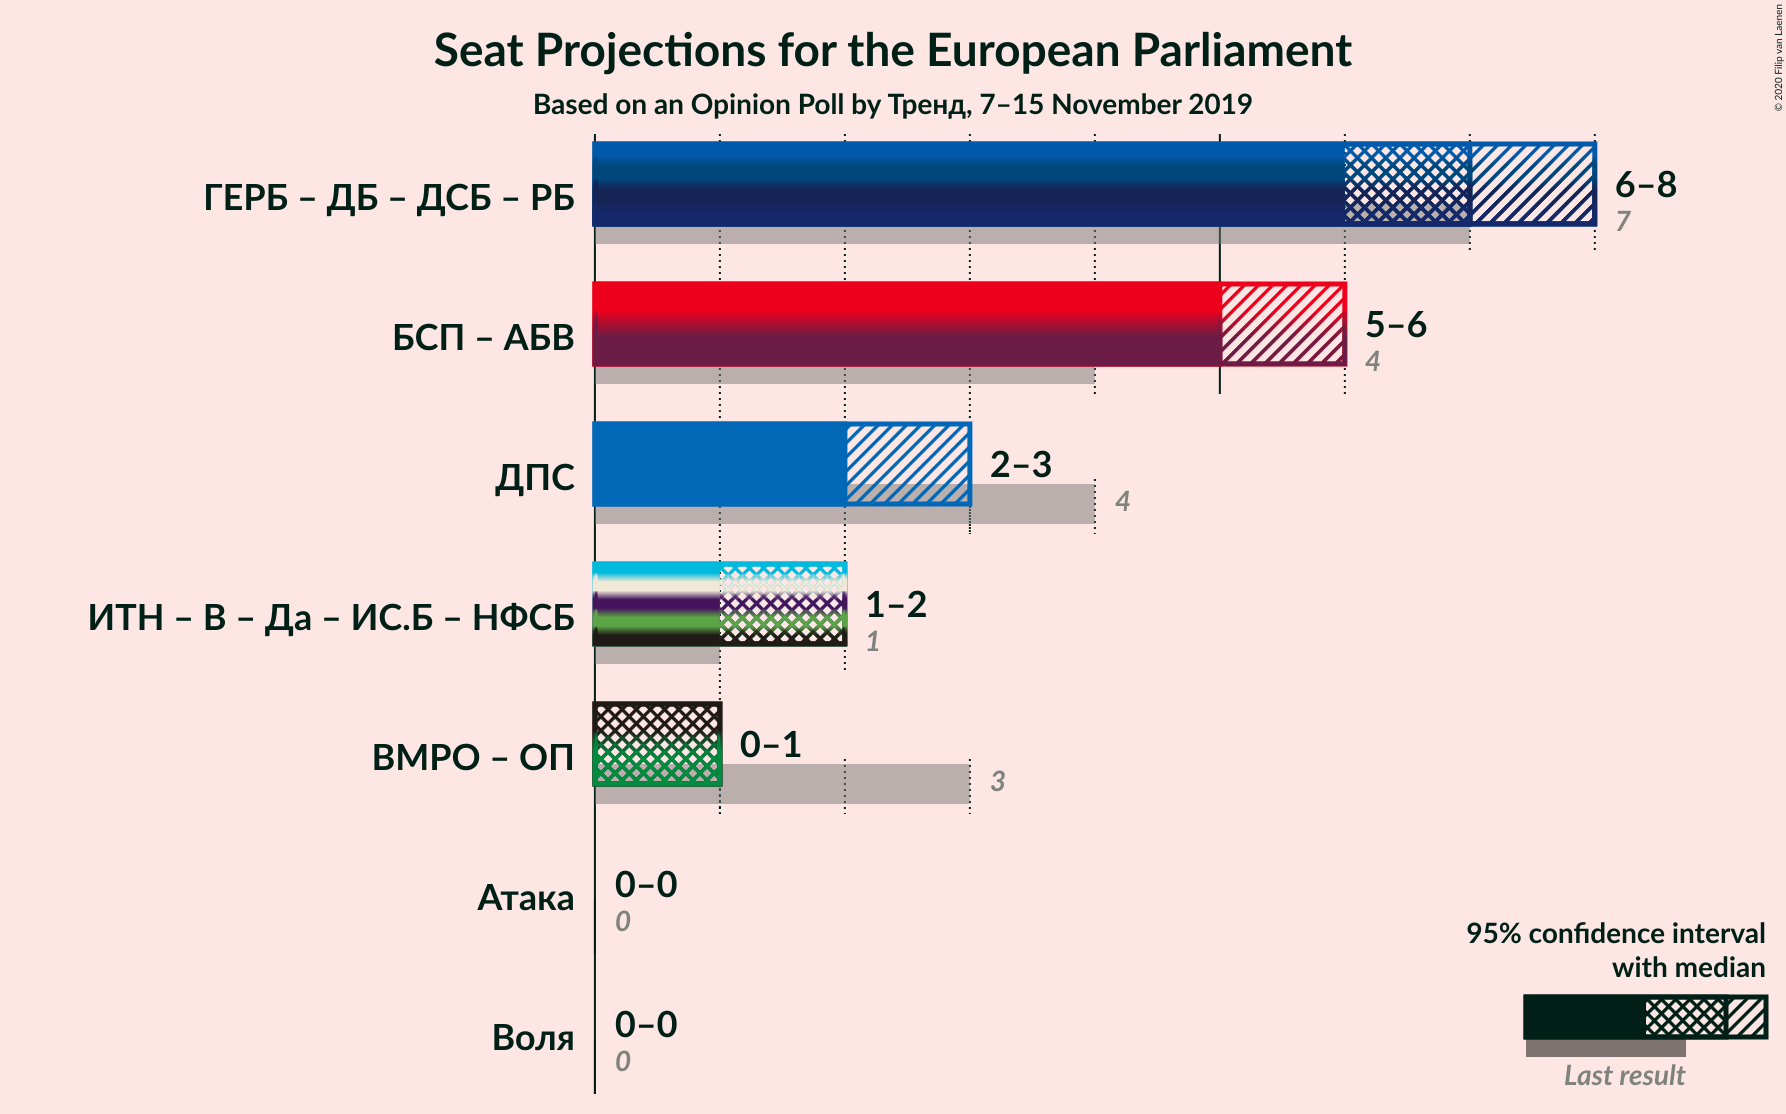 Seat Projections for the European Parliament
Based on an Opinion Poll by Тренд, 7–15 November 2019
© 2020 Filip van Laenen
ГЕРБ – ДБ – ДСБ – РБ
6–8
7
БСП – АБВ
5–6
4
ДПС
2–3
4
ИТН – В – Да – ИС.Б – НФСБ
1–2
1
ВМРО – ОП
0–1
3
Атака
0–0
0
Воля
0–0
0
95% confidence interval
with median
Last result